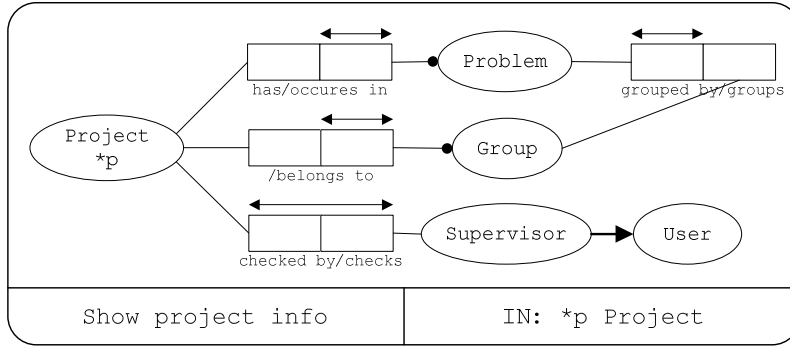 Problem
has/occures in
grouped by/groups
Project
*p
Group
/belongs to
Supervisor
User
checked by/checks
Show project info
IN: *p Project